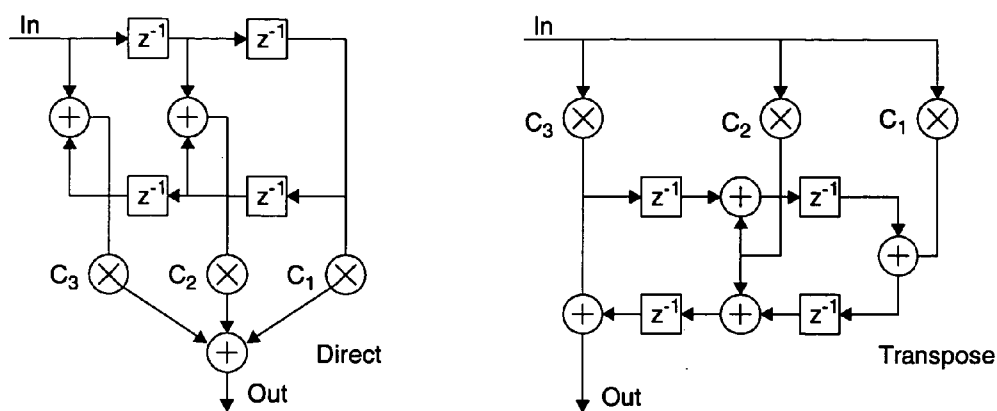 In
z⁻¹
z⁻¹
+
+
z⁻¹
z⁻¹
C₃
×
C₂
×
C₁
×
+
Direct
Out
In
C₃
×
C₂
×
C₁
×
z⁻¹
+
z⁻¹
+
+
z⁻¹
+
z⁻¹
Transpose
Out